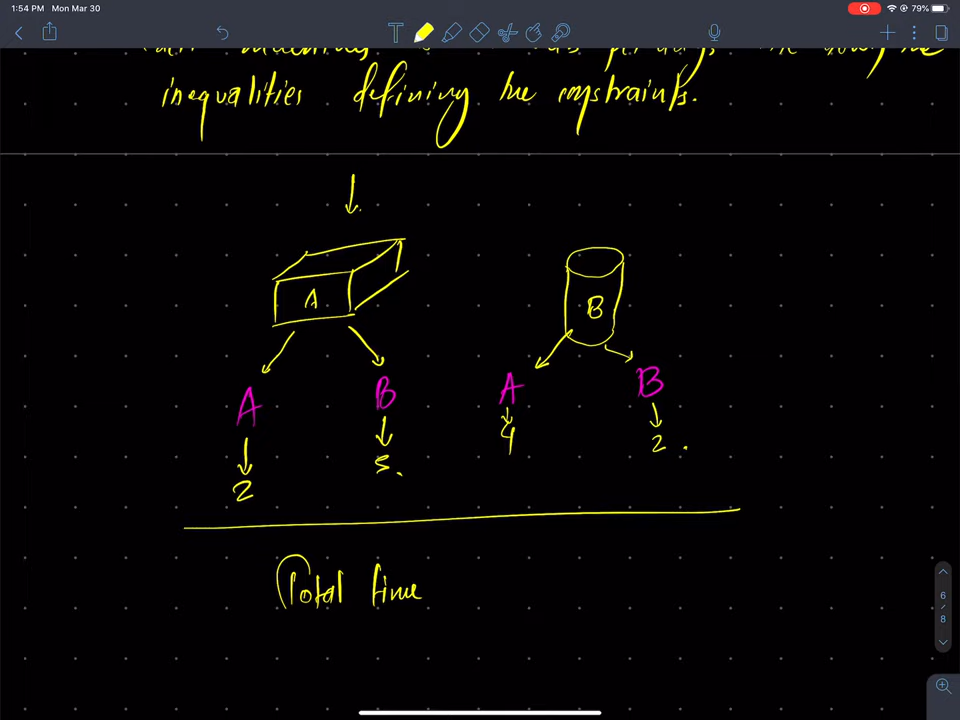 1:54 PM Mon Mar 30
79%
T
inequalities defining the constraints.
A
B
A B A B
2 5. 4 2.
Total time
6
/
8